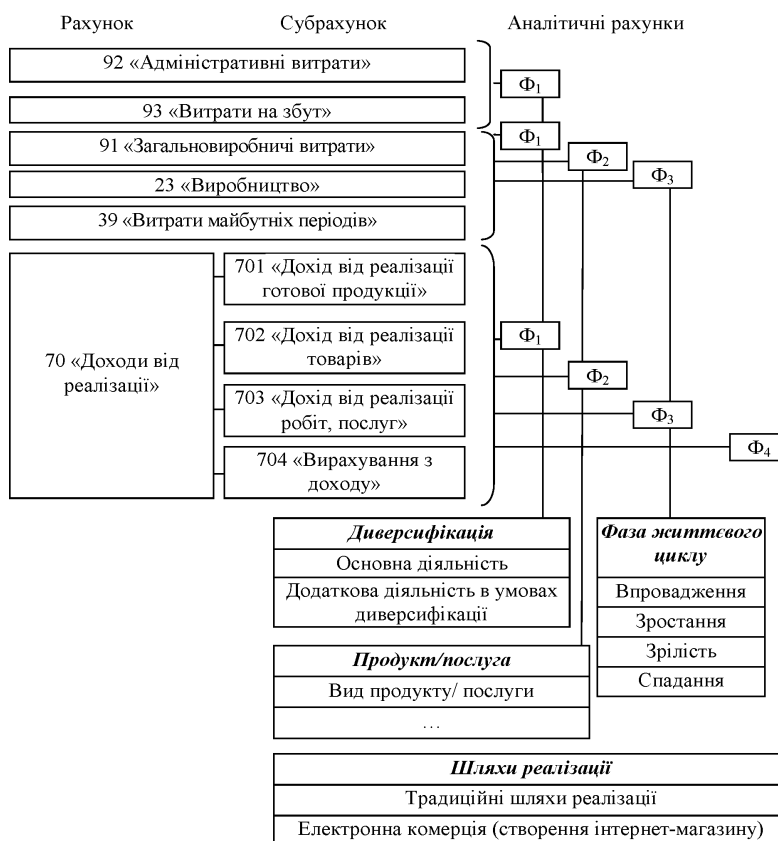 Рахунок Субрахунок Аналітичні рахунки
92 «Адміністративні витрати»
Ф₁
93 «Витрати на збут»
Ф₁
91 «Загальновиробничі витрати»
Ф₂
23 «Виробництво»
Ф₃
39 «Витрати майбутніх періодів»
701 «Дохід від реалізації
готової продукції»
70 «Доходи від
реалізації»
702 «Дохід від реалізації
товарів»
Ф₁
Ф₂
703 «Дохід від реалізації
робіт, послуг»
Ф₃
704 «Вирахування з
доходу»
Ф₄
Диверсифікація
Основна діяльність
Додаткова діяльність в умовах
диверсифікації
Фаза життєвого
циклу
Впровадження
Зростання
Зрілість
Спадання
Продукт/послуга
Вид продукту/ послуги
…
Шляхи реалізації
Традиційні шляхи реалізації
Електронна комерція (створення інтернет-магазину)